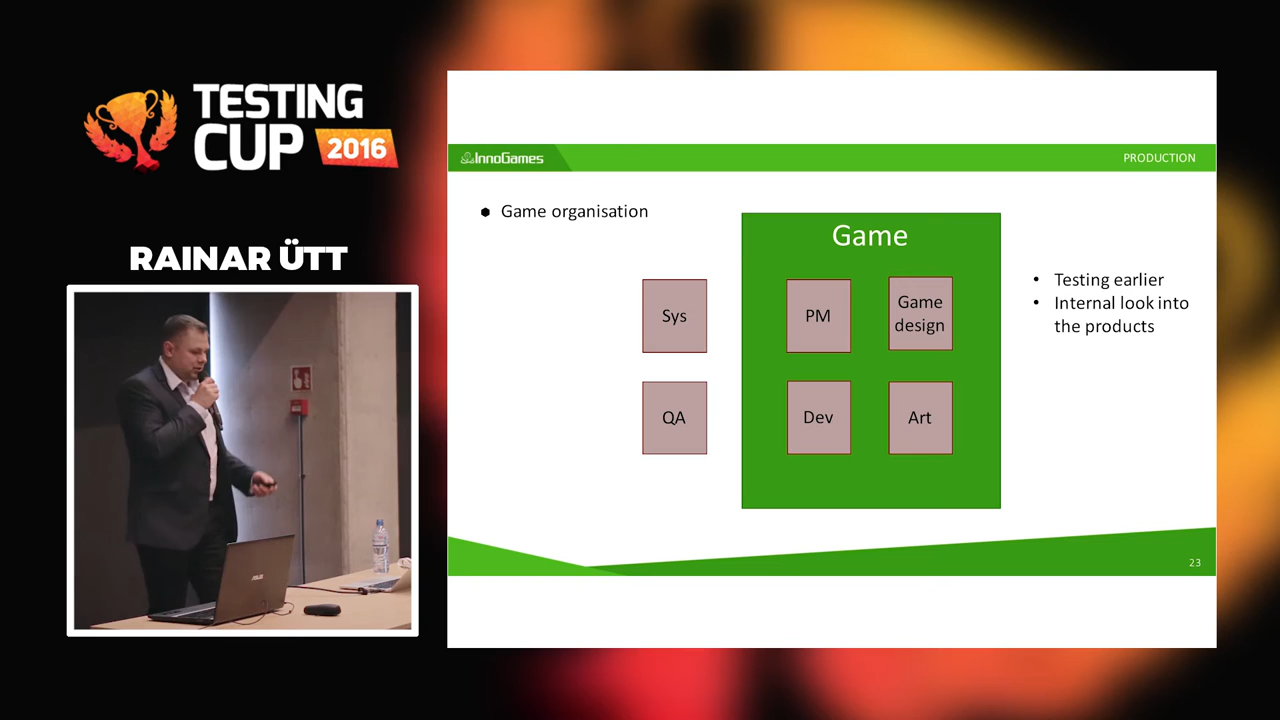 TESTING
CUP 2016
RAINAR ÜTT
InnoGames
PRODUCTION
Game organisation
Game
Sys
PM
Game
design
QA
Dev
Art
Testing earlier
Internal look into
the products
23
ASUS